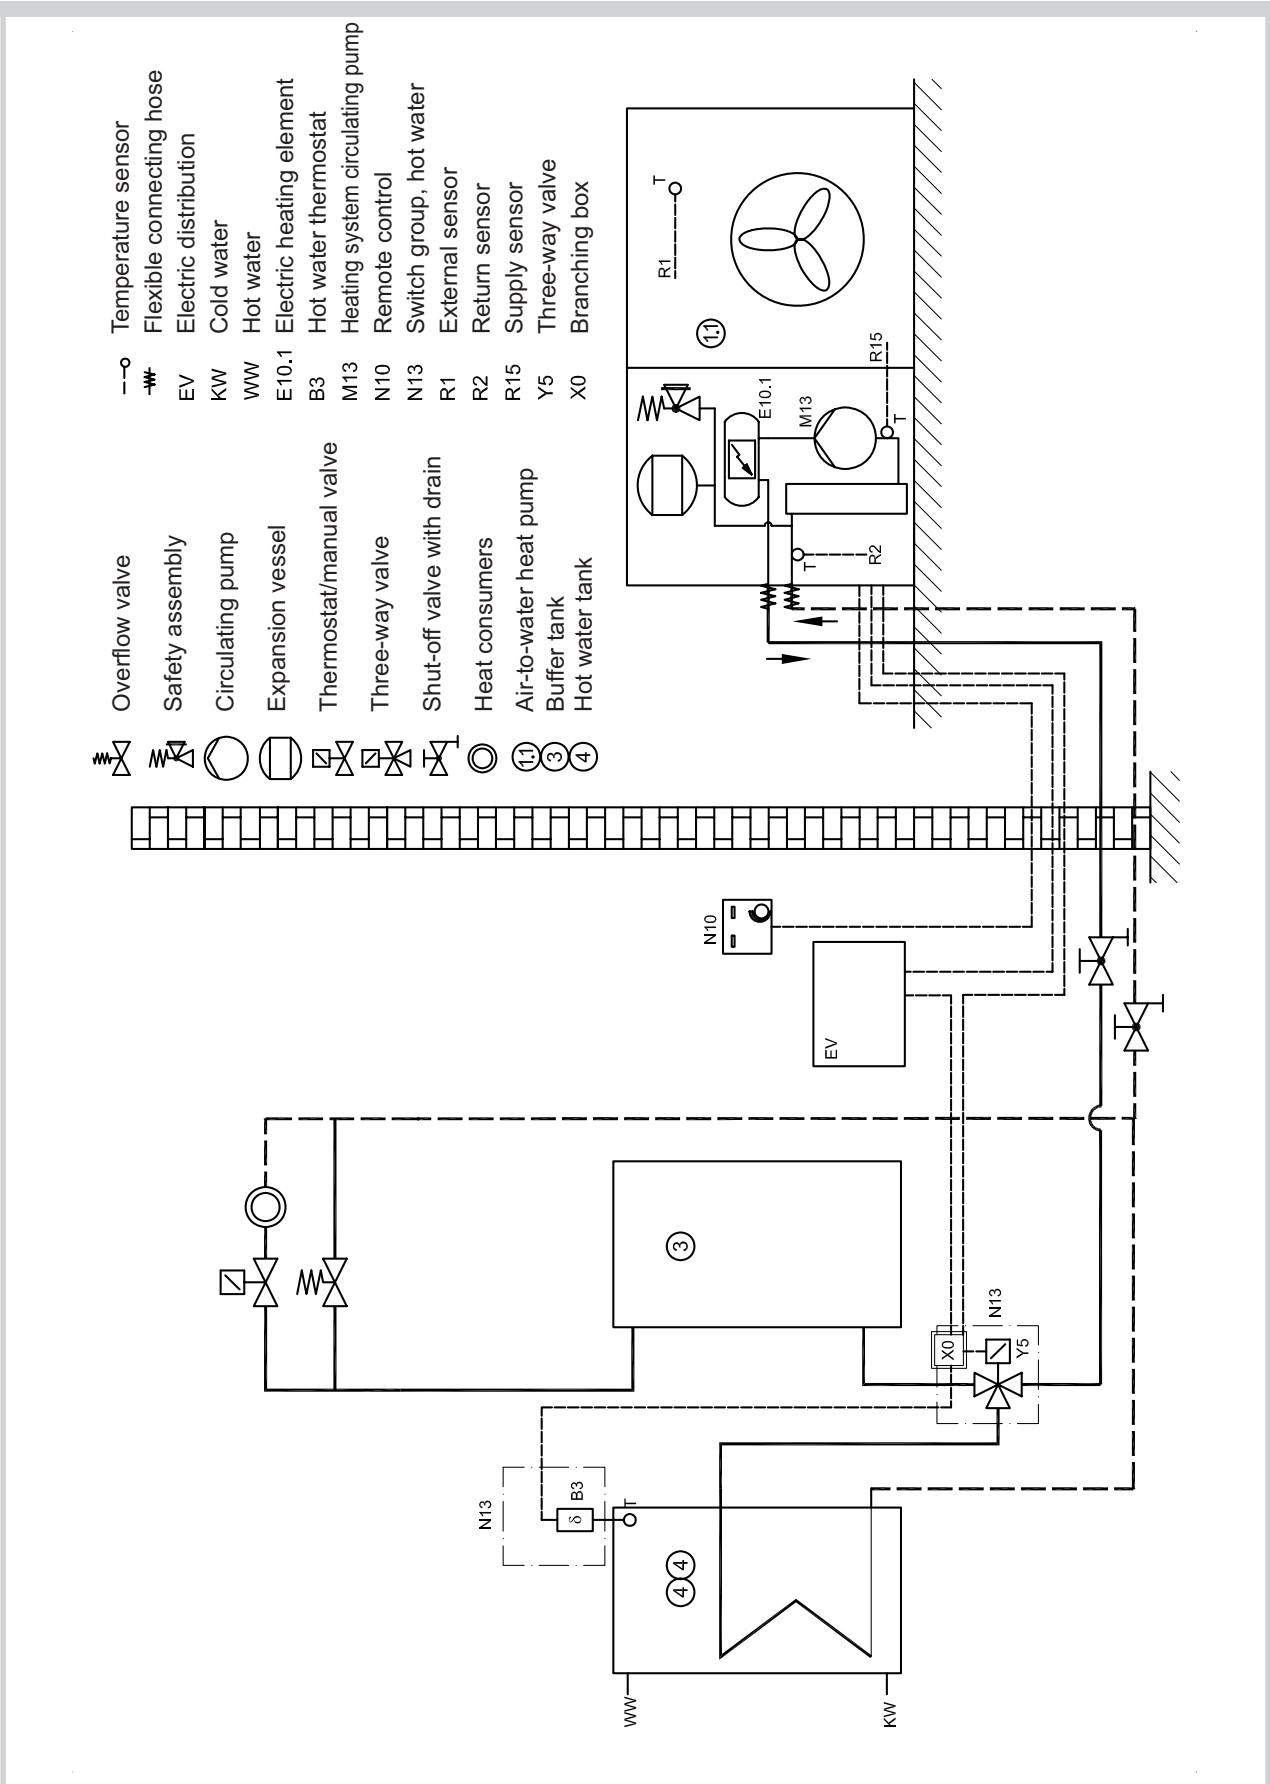 Overflow valve
Safety assembly
Circulating pump
Expansion vessel
Thermostat/manual valve
Three-way valve
Shut-off valve with drain
Heat consumers
1.1 Air-to-water heat pump
3 Buffer tank
4 Hot water tank
Temperature sensor
Flexible connecting hose
EV Electric distribution
KW Cold water
WW Hot water
E10.1 Electric heating element
B3 Hot water thermostat
M13 Heating system circulating pump
N10 Remote control
N13 Switch group, hot water
R1 External sensor
R2 Return sensor
R15 Supply sensor
Y5 Three-way valve
X0 Branching box
N13
δ
B3
T
4
4
WW
KW
3
X0
N13
Y5
EV
N10
T
R2
E10.1
M13
T
R15
1.1
R1
T